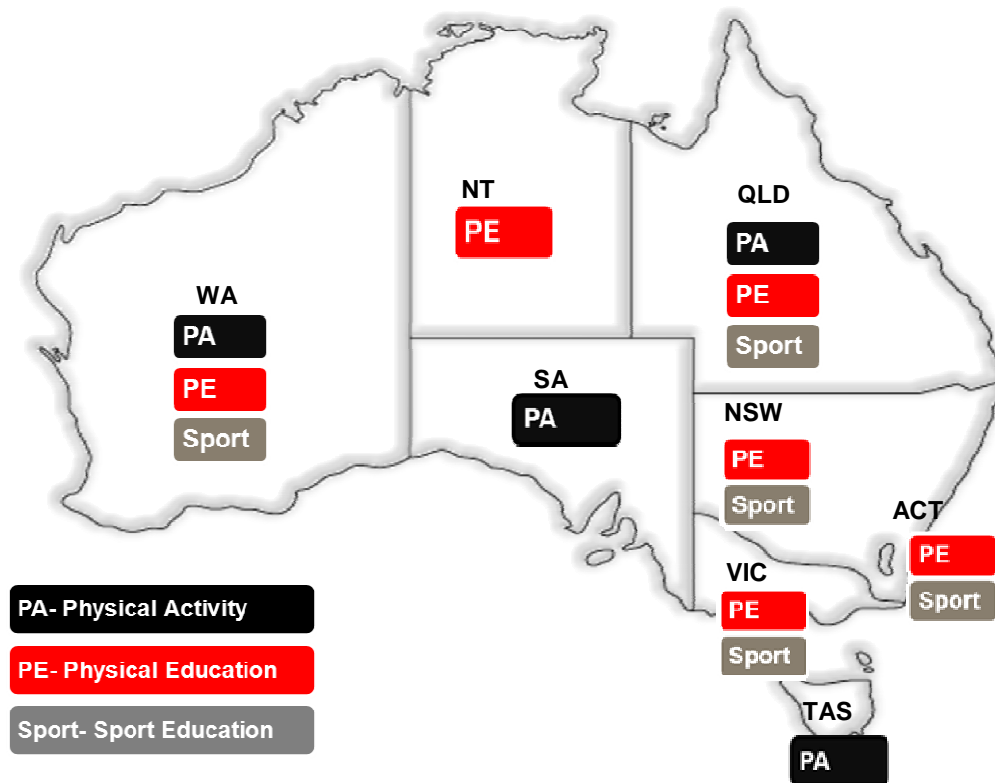 NT
PE
QLD
PA
PE
Sport
WA
PA
PE
Sport
SA
PA
NSW
PE
Sport
ACT
PE
Sport
VIC
PE
Sport
TAS
PA
PA- Physical Activity
PE- Physical Education
Sport- Sport Education